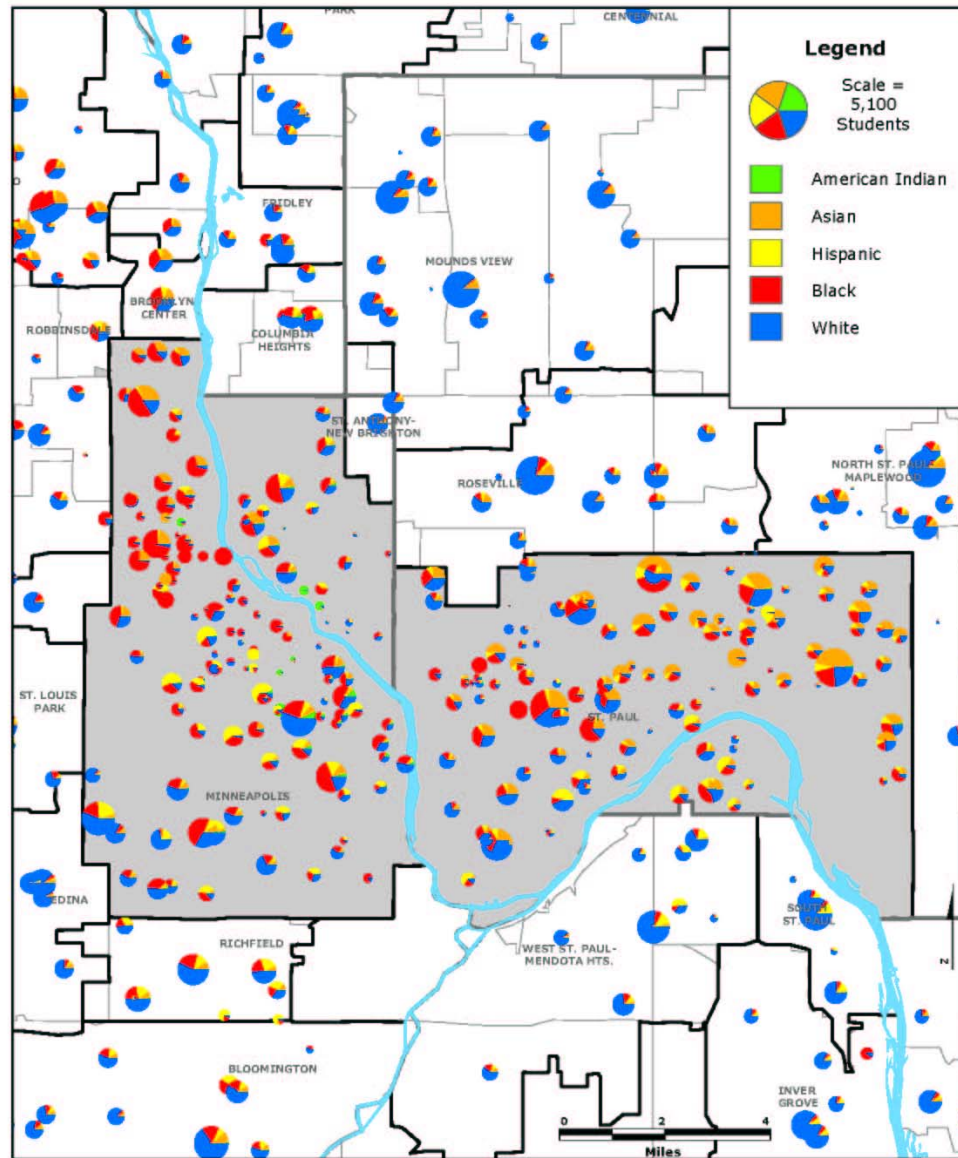 PARK
CENTENNIAL
Legend
Scale =
5,100
Students
American Indian
Asian
Hispanic
Black
White
FRIDLEY
MOUNDS VIEW
BROOKLYN
CENTER
ROBBINSDALE
COLUMBIA
HEIGHTS
ST. ANTHONY-
NEW BRIGHTON
ROSEVILLE
NORTH ST. PAUL-
MAPLEWOOD
ST. LOUIS
PARK
ST. PAUL
MINNEAPOLIS
EDINA
RICHFIELD
WEST ST. PAUL-
MENDOTA HTS.
SOUTH
ST. PAUL
N
BLOOMINGTON
INVER
GROVE
0 2 4
Miles